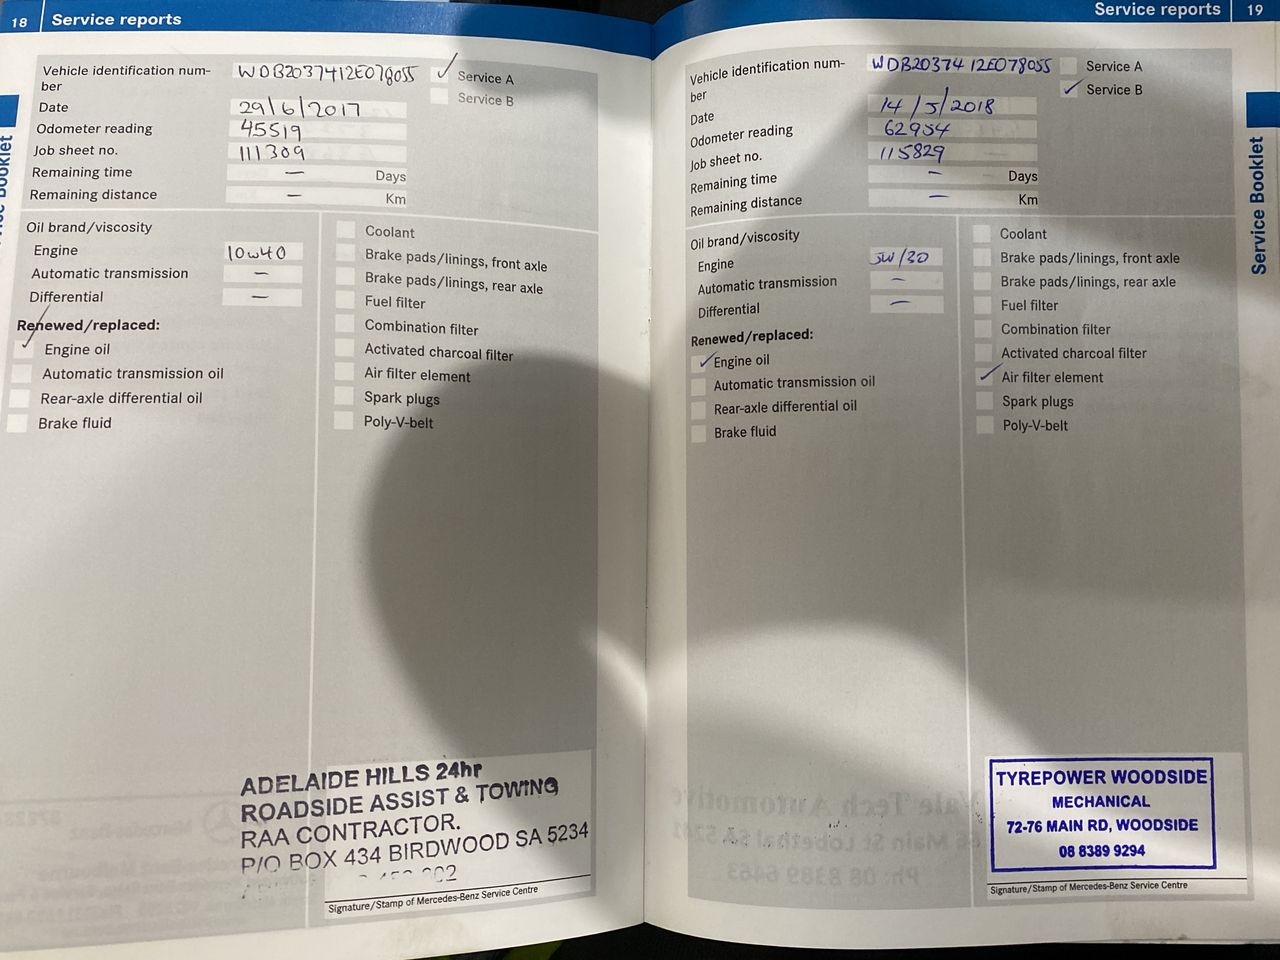 18 Service reports
Vehicle identification num-
ber
WDB2037412E078055
Service A
Service B
Date 29/6/2017
Odometer reading 45519
Job sheet no. 111309
Remaining time — Days
Remaining distance — Km
Oil brand/viscosity
Engine 10w40
Automatic transmission —
Differential —
Renewed/replaced:
Engine oil
Automatic transmission oil
Rear-axle differential oil
Brake fluid
Coolant
Brake pads/linings, front axle
Brake pads/linings, rear axle
Fuel filter
Combination filter
Activated charcoal filter
Air filter element
Spark plugs
Poly-V-belt
ADELAIDE HILLS 24hr
ROADSIDE ASSIST & TOWING
RAA CONTRACTOR.
P/O BOX 434 BIRDWOOD SA 5234
Signature/Stamp of Mercedes-Benz Service Centre
Service reports 19
Vehicle identification num-
ber
WDB2037412E078055
Service A
Service B
Date 14/5/2018
Odometer reading 62954
Job sheet no. 115829
Remaining time — Days
Remaining distance — Km
Oil brand/viscosity
Engine 5W/30
Automatic transmission —
Differential —
Renewed/replaced:
Engine oil
Automatic transmission oil
Rear-axle differential oil
Brake fluid
Coolant
Brake pads/linings, front axle
Brake pads/linings, rear axle
Fuel filter
Combination filter
Activated charcoal filter
Air filter element
Spark plugs
Poly-V-belt
TYREPOWER WOODSIDE
MECHANICAL
72-76 MAIN RD, WOODSIDE
08 8389 9294
Signature/Stamp of Mercedes-Benz Service Centre
Service Booklet
Booklet